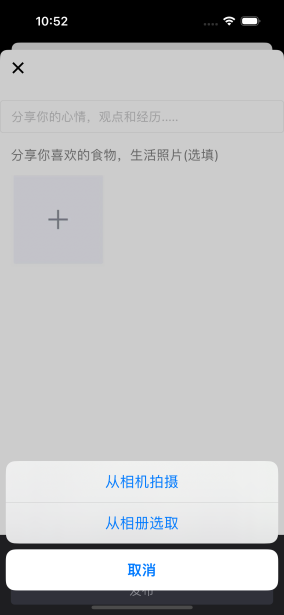 10:52
分享你的心情，观点和经历.....
分享你喜欢的食物，生活照片(选填)
从相机拍摄
从相册选取
取消
发布